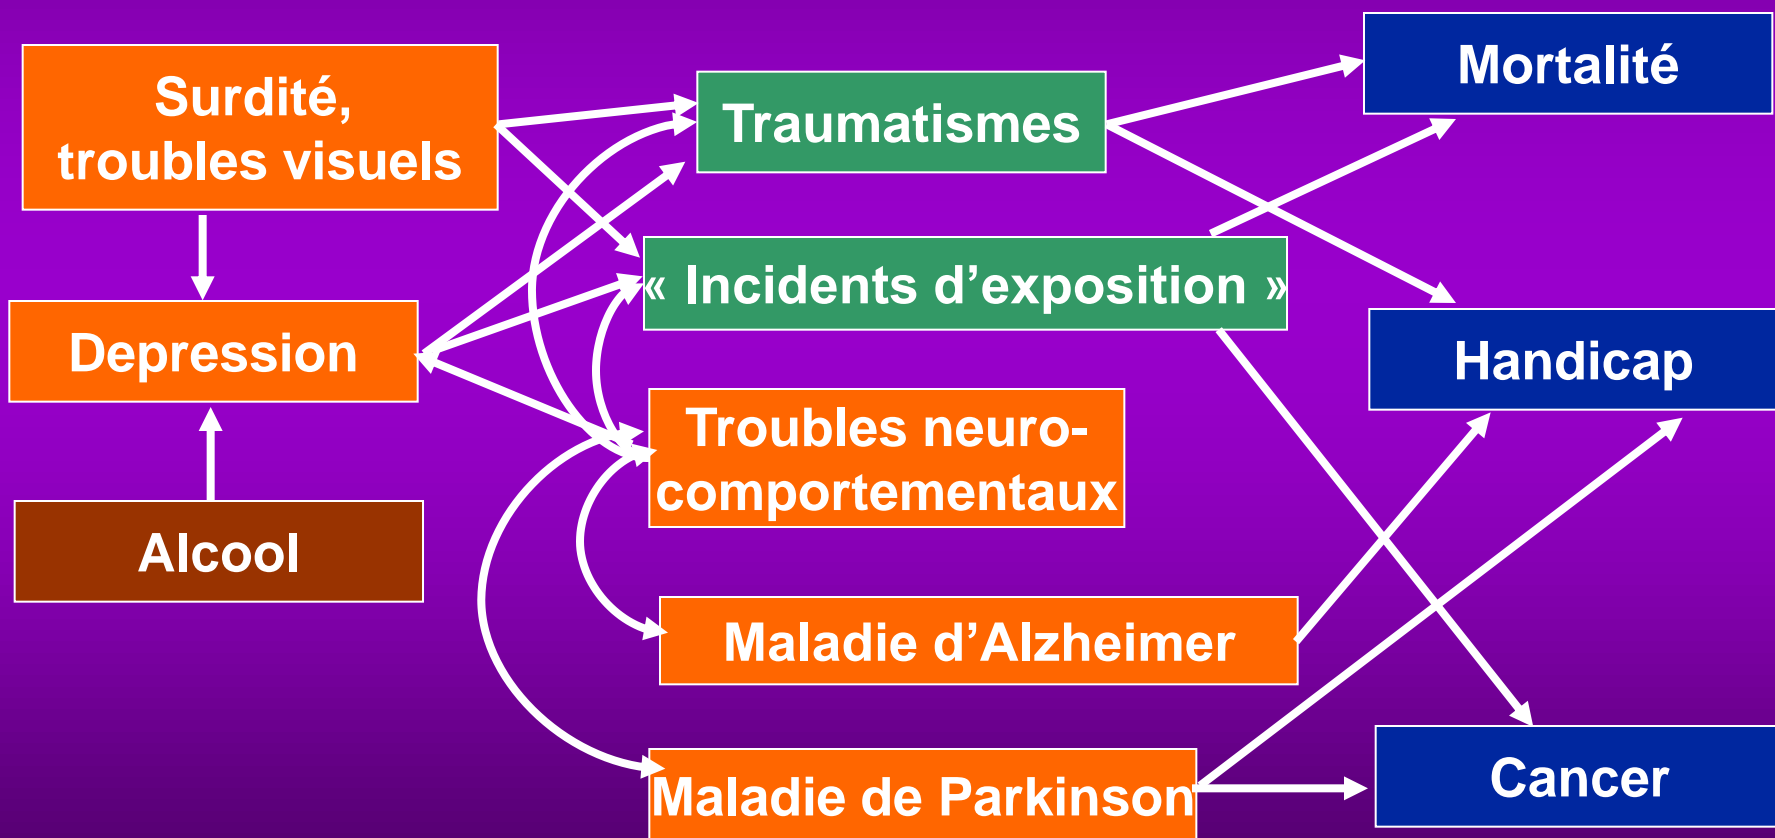 Surdité,
troubles visuels
Depression
Alcool
Traumatismes
« Incidents d’exposition »
Troubles neuro-
comportementaux
Maladie d’Alzheimer
Maladie de Parkinson
Mortalité
Handicap
Cancer